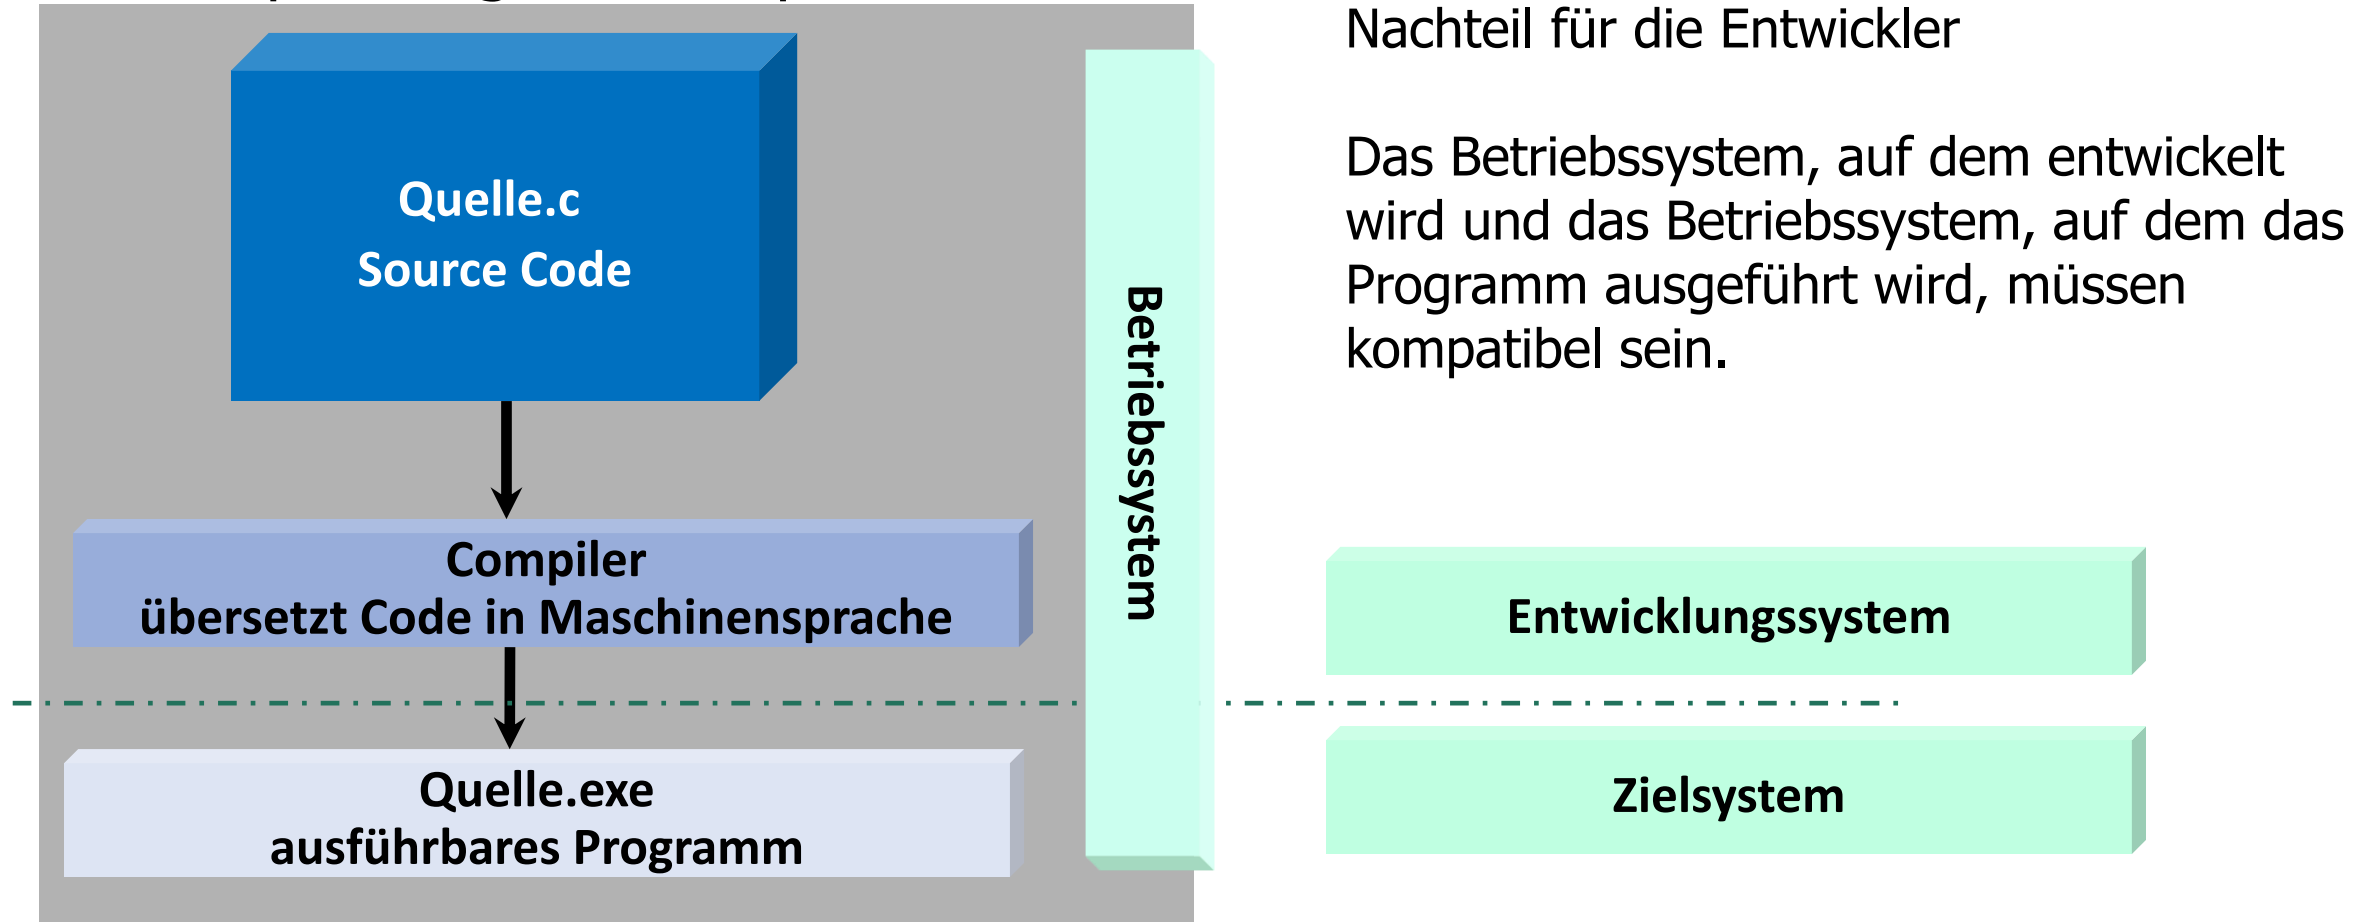 Quelle.c
Source Code
Compiler
übersetzt Code in Maschinensprache
Quelle.exe
ausführbares Programm
Betriebssystem
Nachteil für die Entwickler
Das Betriebssystem, auf dem entwickelt
wird und das Betriebssystem, auf dem das
Programm ausgeführt wird, müssen
kompatibel sein.
Entwicklungssystem
Zielsystem